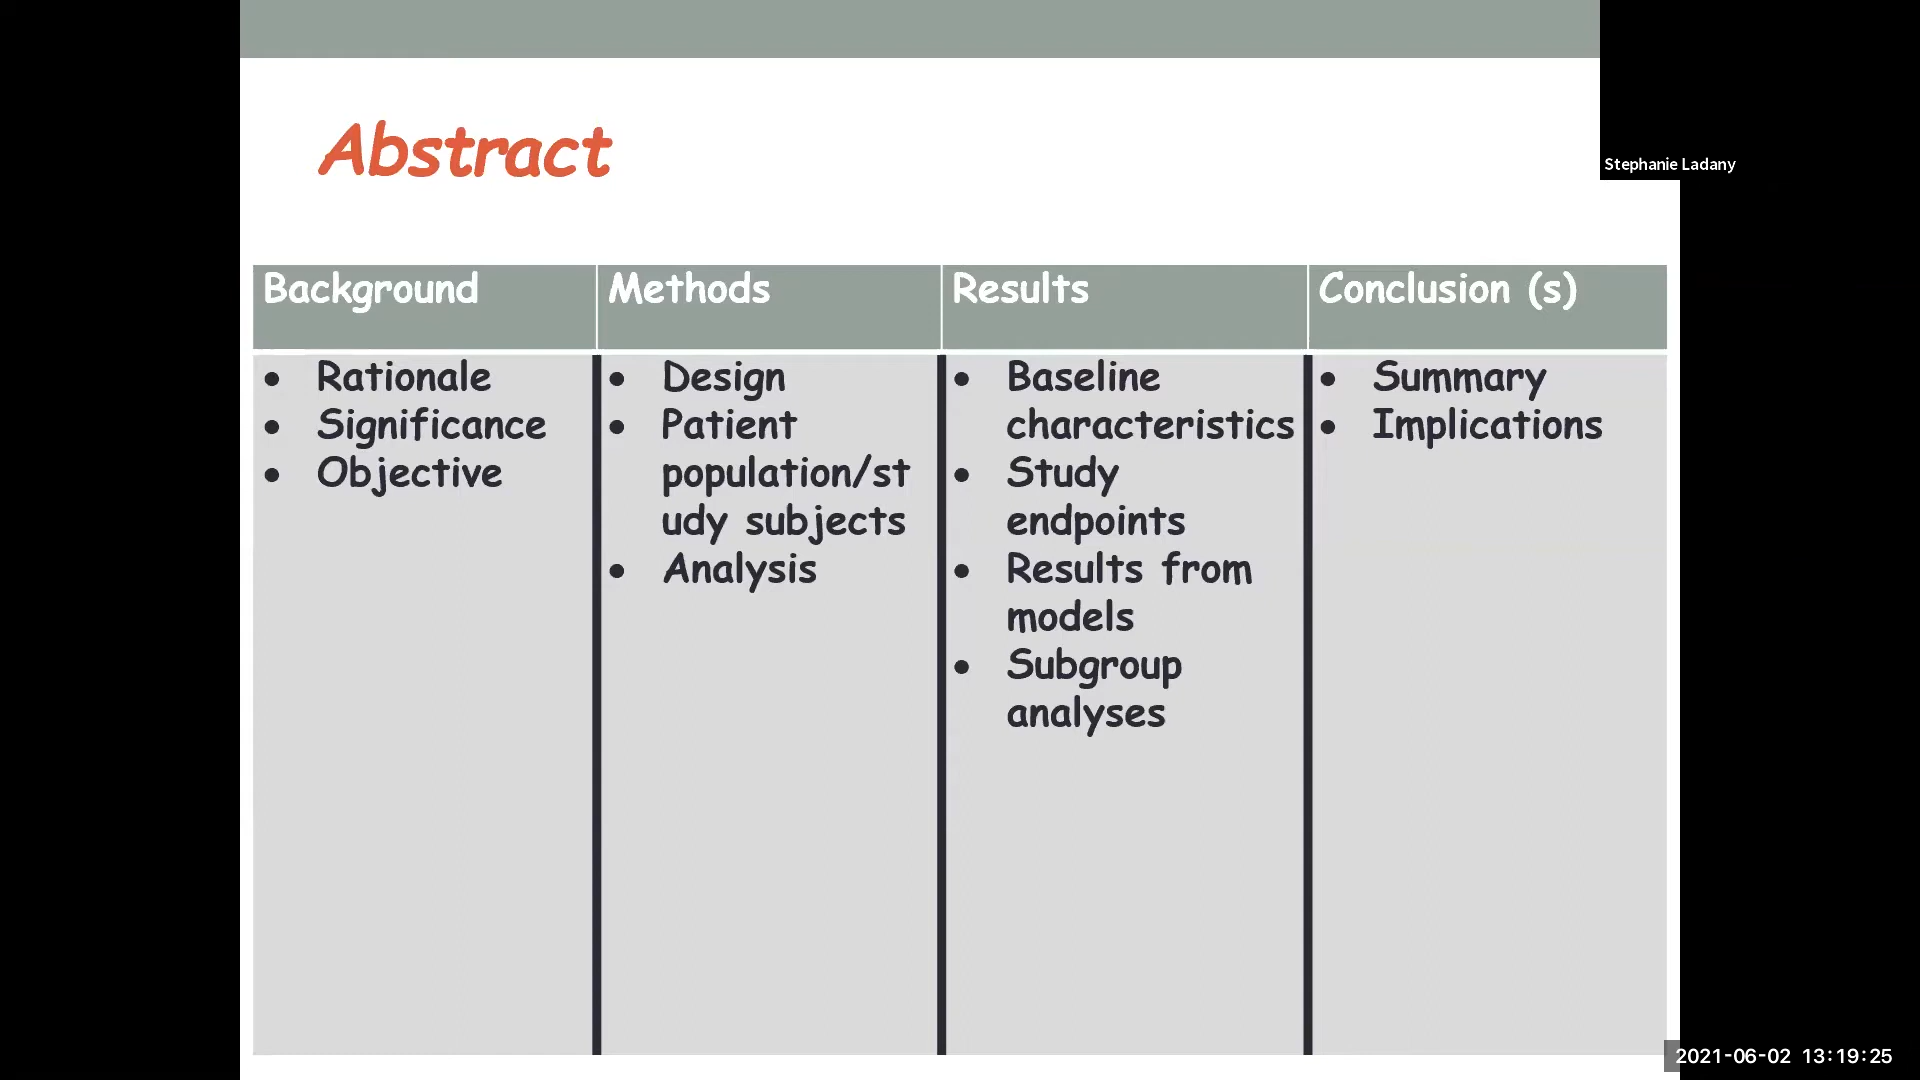 Abstract
Stephanie Ladany
Background
Methods
Results
Conclusion (s)
• Rationale
• Significance
• Objective
• Design
• Patient
population/st
udy subjects
• Analysis
• Baseline
characteristics
• Study
endpoints
• Results from
models
• Subgroup
analyses
• Summary
• Implications
2021-06-02 13:19:25